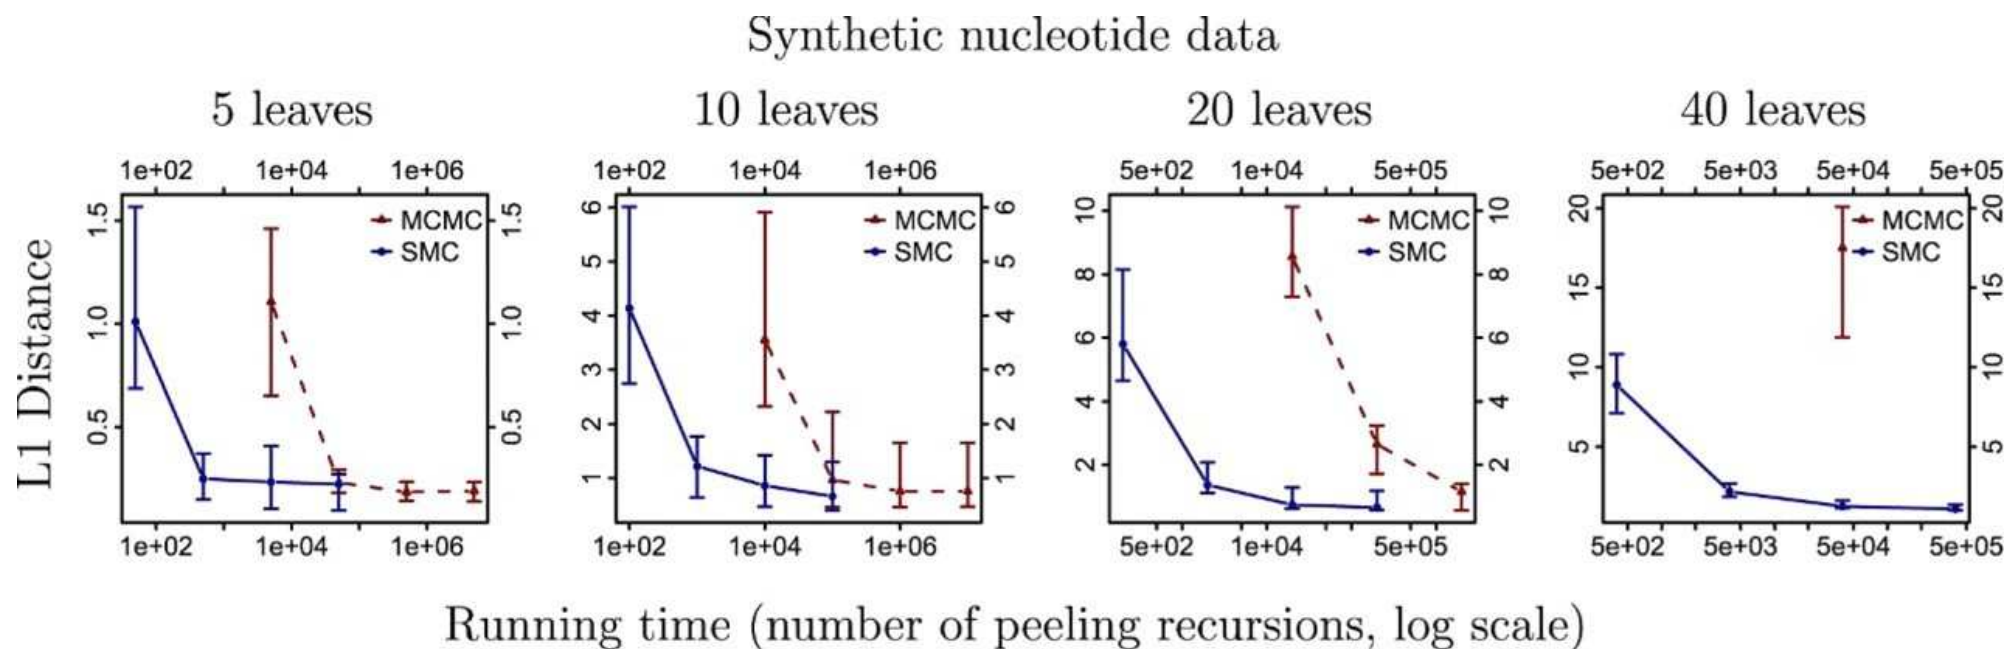 Synthetic nucleotide data
5 leaves 10 leaves 20 leaves 40 leaves
1e+02 1e+04 1e+06 1e+02 1e+04 1e+06 5e+02 1e+04 5e+05 5e+02 5e+03 5e+04 5e+05
L1 Distance
0.5 1.0 1.5
MCMC
SMC
0.5 1.0 1.5
1 2 3 4 5 6
MCMC
SMC
1 2 3 4 5 6
2 4 6 8 10
MCMC
SMC
2 4 6 8 10
5 10 15 20
MCMC
SMC
5 10 15 20
1e+02 1e+04 1e+06 1e+02 1e+04 1e+06 5e+02 1e+04 5e+05 5e+02 5e+03 5e+04 5e+05
Running time (number of peeling recursions, log scale)